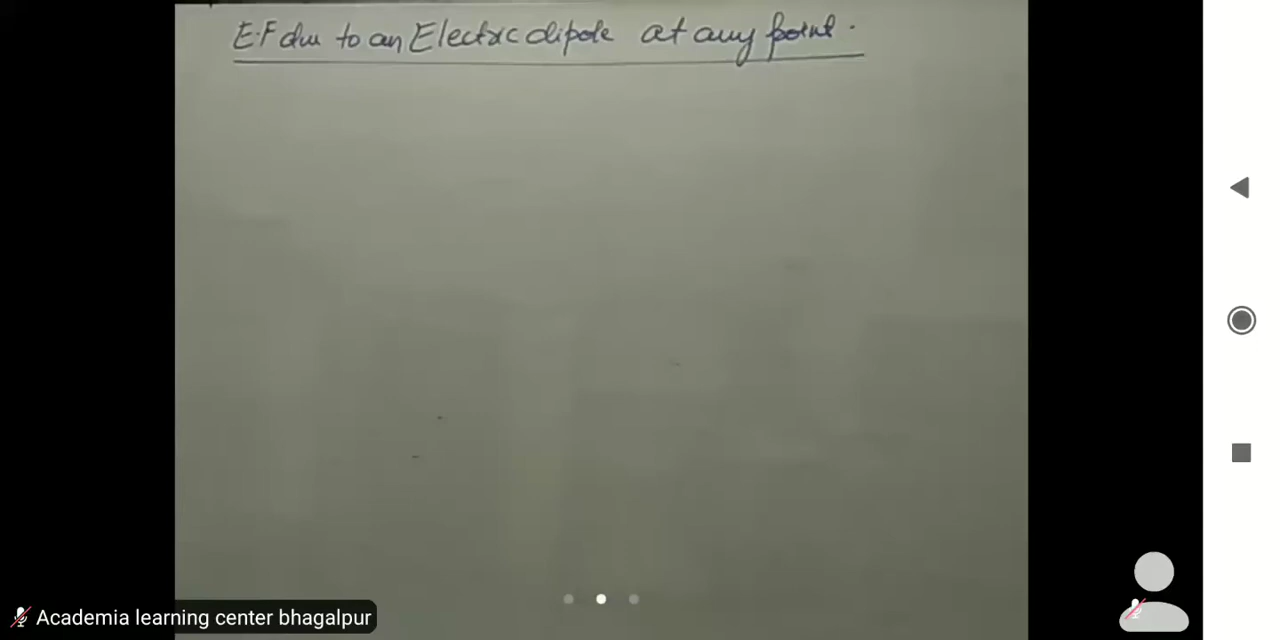 E.F due to an Electric dipole at any point.
Academia learning center bhagalpur